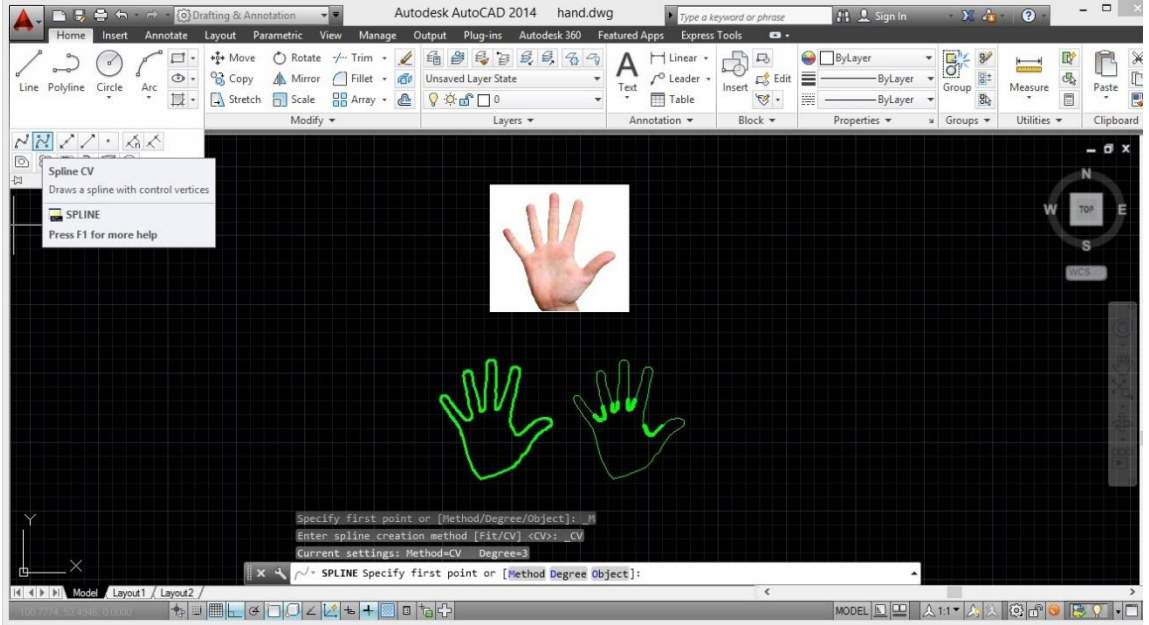 Drafting & Annotation
Autodesk AutoCAD 2014 hand.dwg
Type a keyword or phrase
Sign In
Home Insert Annotate Layout Parametric View Manage Output Plug-ins Autodesk 360 Featured Apps Express Tools
Line Polyline Circle Arc
Move Rotate Trim
Copy Mirror Fillet
Stretch Scale Array
Modify
Unsaved Layer State
0
Layers
Text
Linear
Leader
Table
Annotation
Insert
Edit
Block
ByLayer
ByLayer
ByLayer
Properties
Group
Groups
Measure
Utilities
Paste
Clipboard
Spline CV
Draws a spline with control vertices
SPLINE
Press F1 for more help
N
W TOP E
S
WCS
Y
X
Specify first point or [Method/Degree/Object]: _M
Enter spline creation method [Fit/CV] <CV>: _CV
Current settings: Method=CV Degree=3
SPLINE Specify first point or [Method Degree Object]:
Model Layout1 Layout2
MODEL 1:1